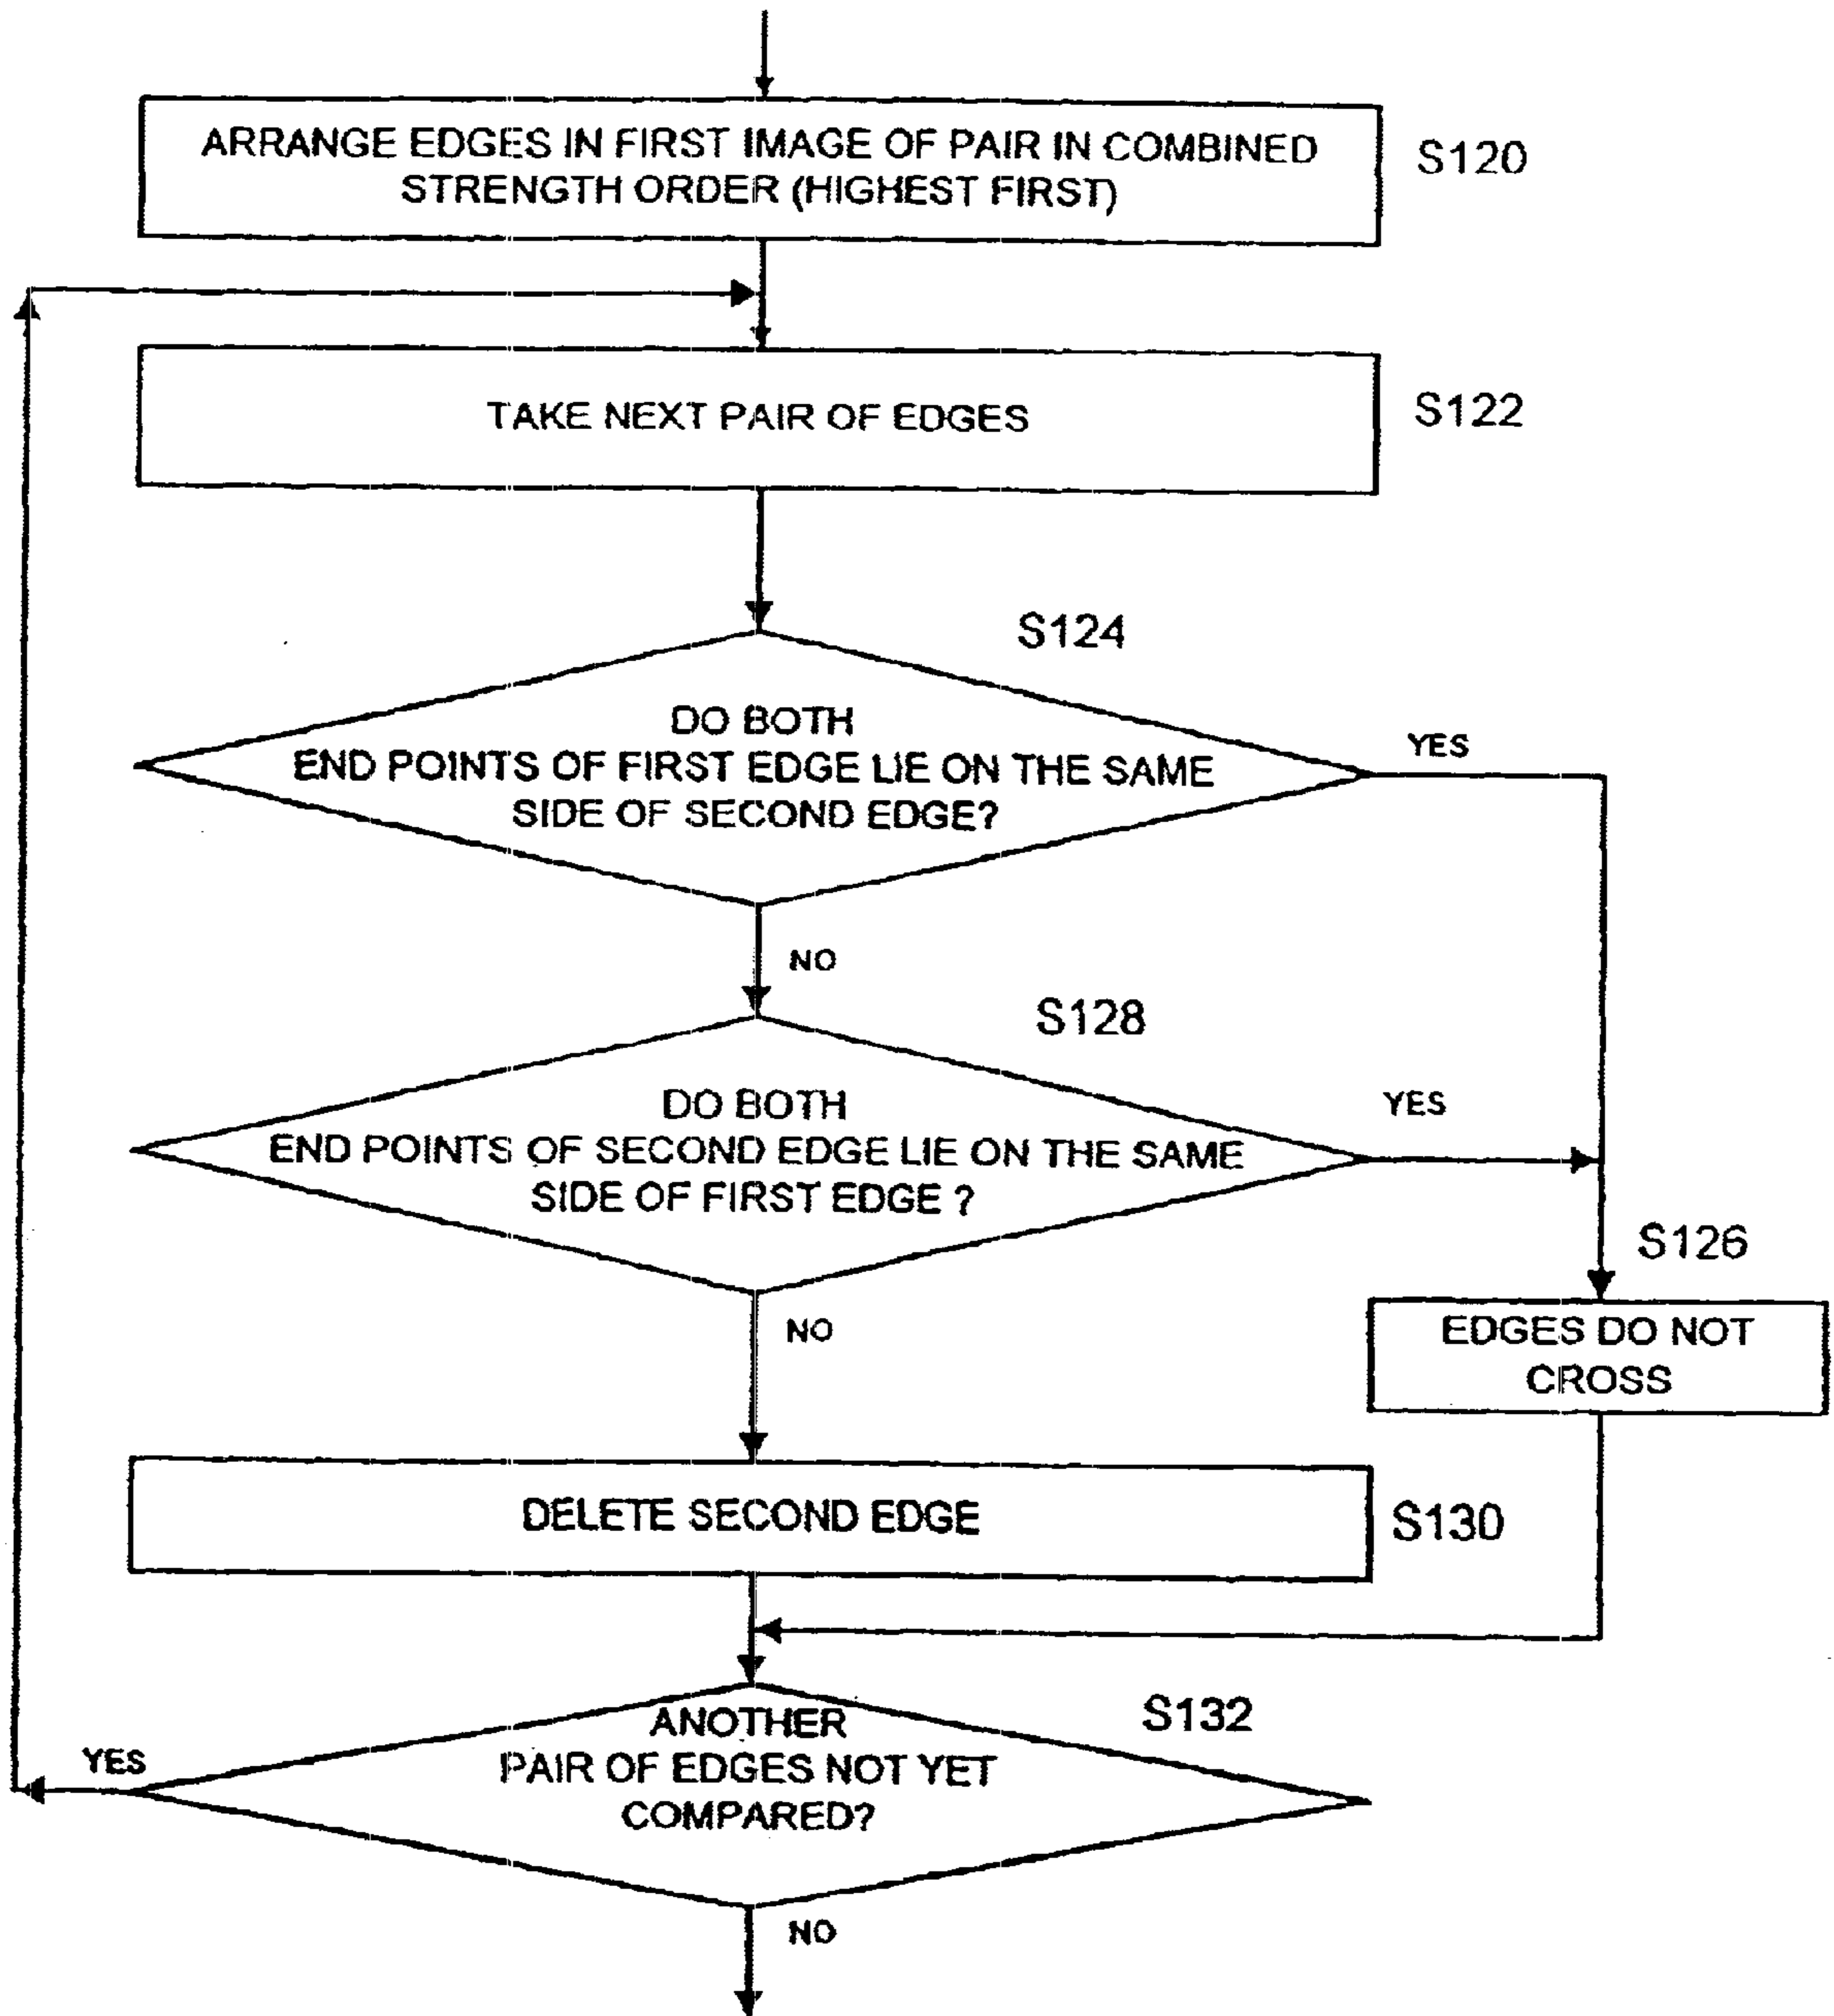 ARRANGE EDGES IN FIRST IMAGE OF PAIR IN COMBINED
STRENGTH ORDER (HIGHEST FIRST)
S120
TAKE NEXT PAIR OF EDGES
S122
S124
DO BOTH
END POINTS OF FIRST EDGE LIE ON THE SAME
SIDE OF SECOND EDGE?
YES
NO
S128
DO BOTH
END POINTS OF SECOND EDGE LIE ON THE SAME
SIDE OF FIRST EDGE ?
YES
NO
S126
EDGES DO NOT
CROSS
DELETE SECOND EDGE
S130
S132
ANOTHER
PAIR OF EDGES NOT YET
COMPARED?
YES
NO